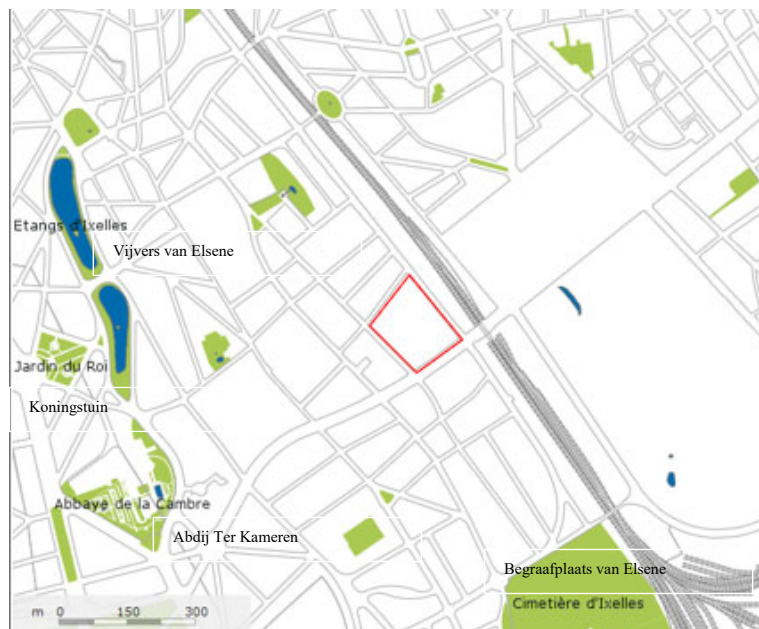 Etangs d'Ixelles
Vijvers van Elsene
Jardin du Roi
Koningstuin
Abbaye de la Cambre
Abdij Ter Kameren
Begraafplaats van Elsene
Cimetière d'Ixelles
m 0 150 300